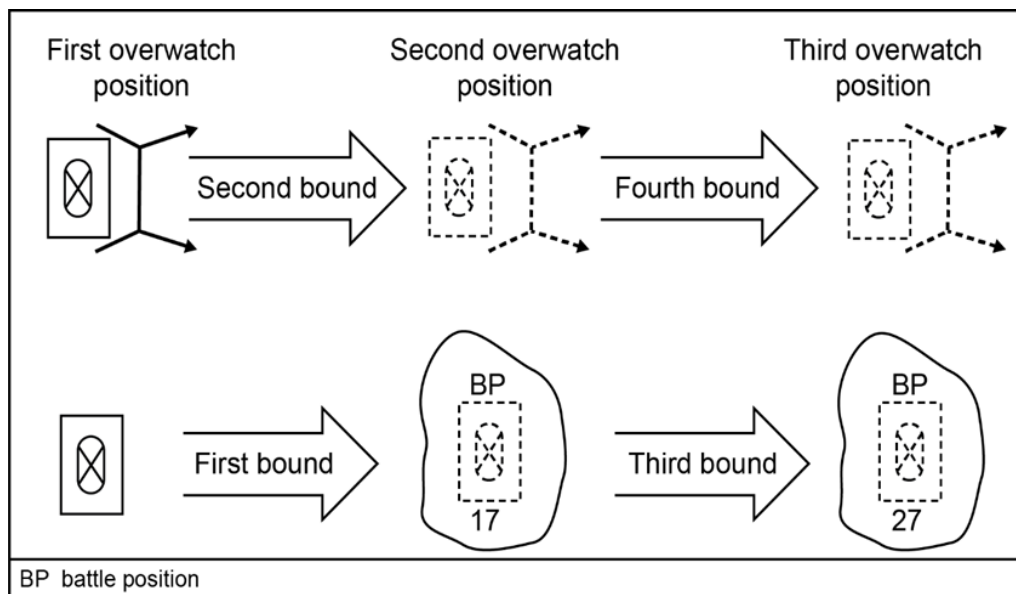 First overwatch
position
Second overwatch
position
Third overwatch
position
Second bound
Fourth bound
First bound
BP
17
Third bound
BP
27
BP battle position